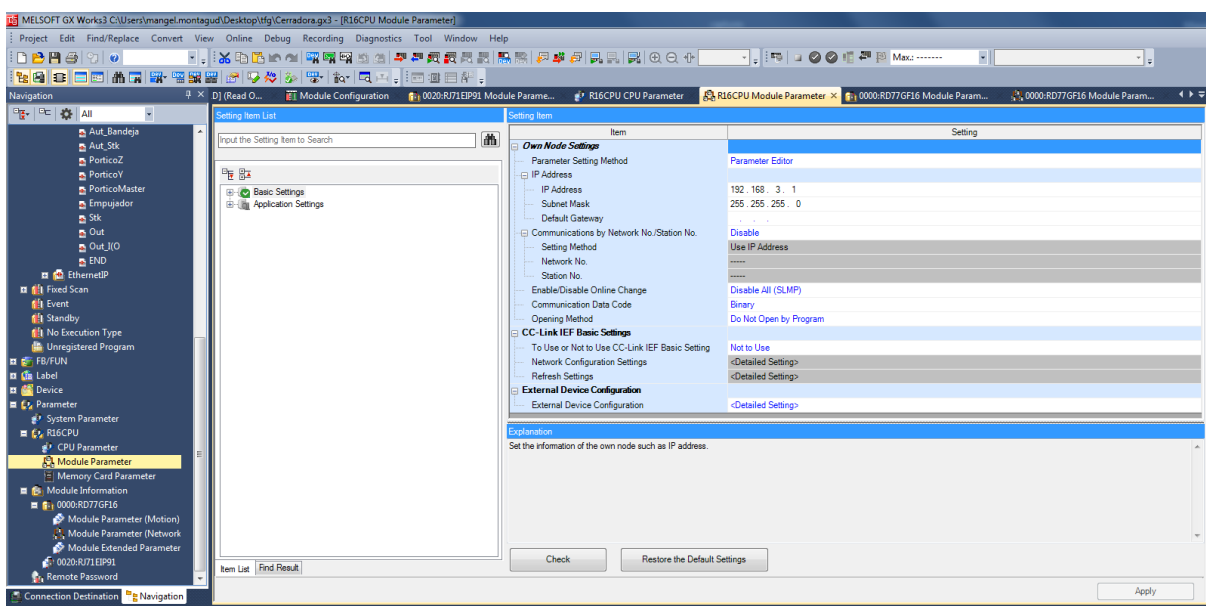 MELSOFT GX Works3 C:\Users\mangel.montagud\Desktop\tfg\Cerradora.gx3 - [R16CPU Module Parameter]
Project Edit Find/Replace Convert View Online Debug Recording Diagnostics Tool Window Help
Max.: -------
Navigation
D] (Read O... Module Configuration 0020:RJ71EIP91 Module Parame... R16CPU CPU Parameter R16CPU Module Parameter 0000:RD77GF16 Module Param... 0000:RD77GF16 Module Param...
All
Aut_Bandeja
Aut_Stk
PorticoZ
PorticoY
PorticoMaster
Empujador
Stk
Out
Out_I(O
END
EthernetIP
Fixed Scan
Event
Standby
No Execution Type
Unregistered Program
FB/FUN
Label
Device
Parameter
System Parameter
R16CPU
CPU Parameter
Module Parameter
Memory Card Parameter
Module Information
0000:RD77GF16
Module Parameter (Motion)
Module Parameter (Network
Module Extended Parameter
0020:RJ71EIP91
Remote Password
Connection Destination Navigation
Setting Item List
Input the Setting Item to Search
Basic Settings
Application Settings
Item List Find Result
Setting Item
Item Setting
Own Node Settings
Parameter Setting Method Parameter Editor
IP Address
IP Address 192 . 168 . 3 . 1
Subnet Mask 255 . 255 . 255 . 0
Default Gateway . . .
Communications by Network No./Station No. Disable
Setting Method Use IP Address
Network No. -----
Station No. -----
Enable/Disable Online Change Disable All (SLMP)
Communication Data Code Binary
Opening Method Do Not Open by Program
CC-Link IEF Basic Settings
To Use or Not to Use CC-Link IEF Basic Setting Not to Use
Network Configuration Settings <Detailed Setting>
Refresh Settings <Detailed Setting>
External Device Configuration
External Device Configuration <Detailed Setting>
Explanation
Set the information of the own node such as IP address.
Check Restore the Default Settings
Apply